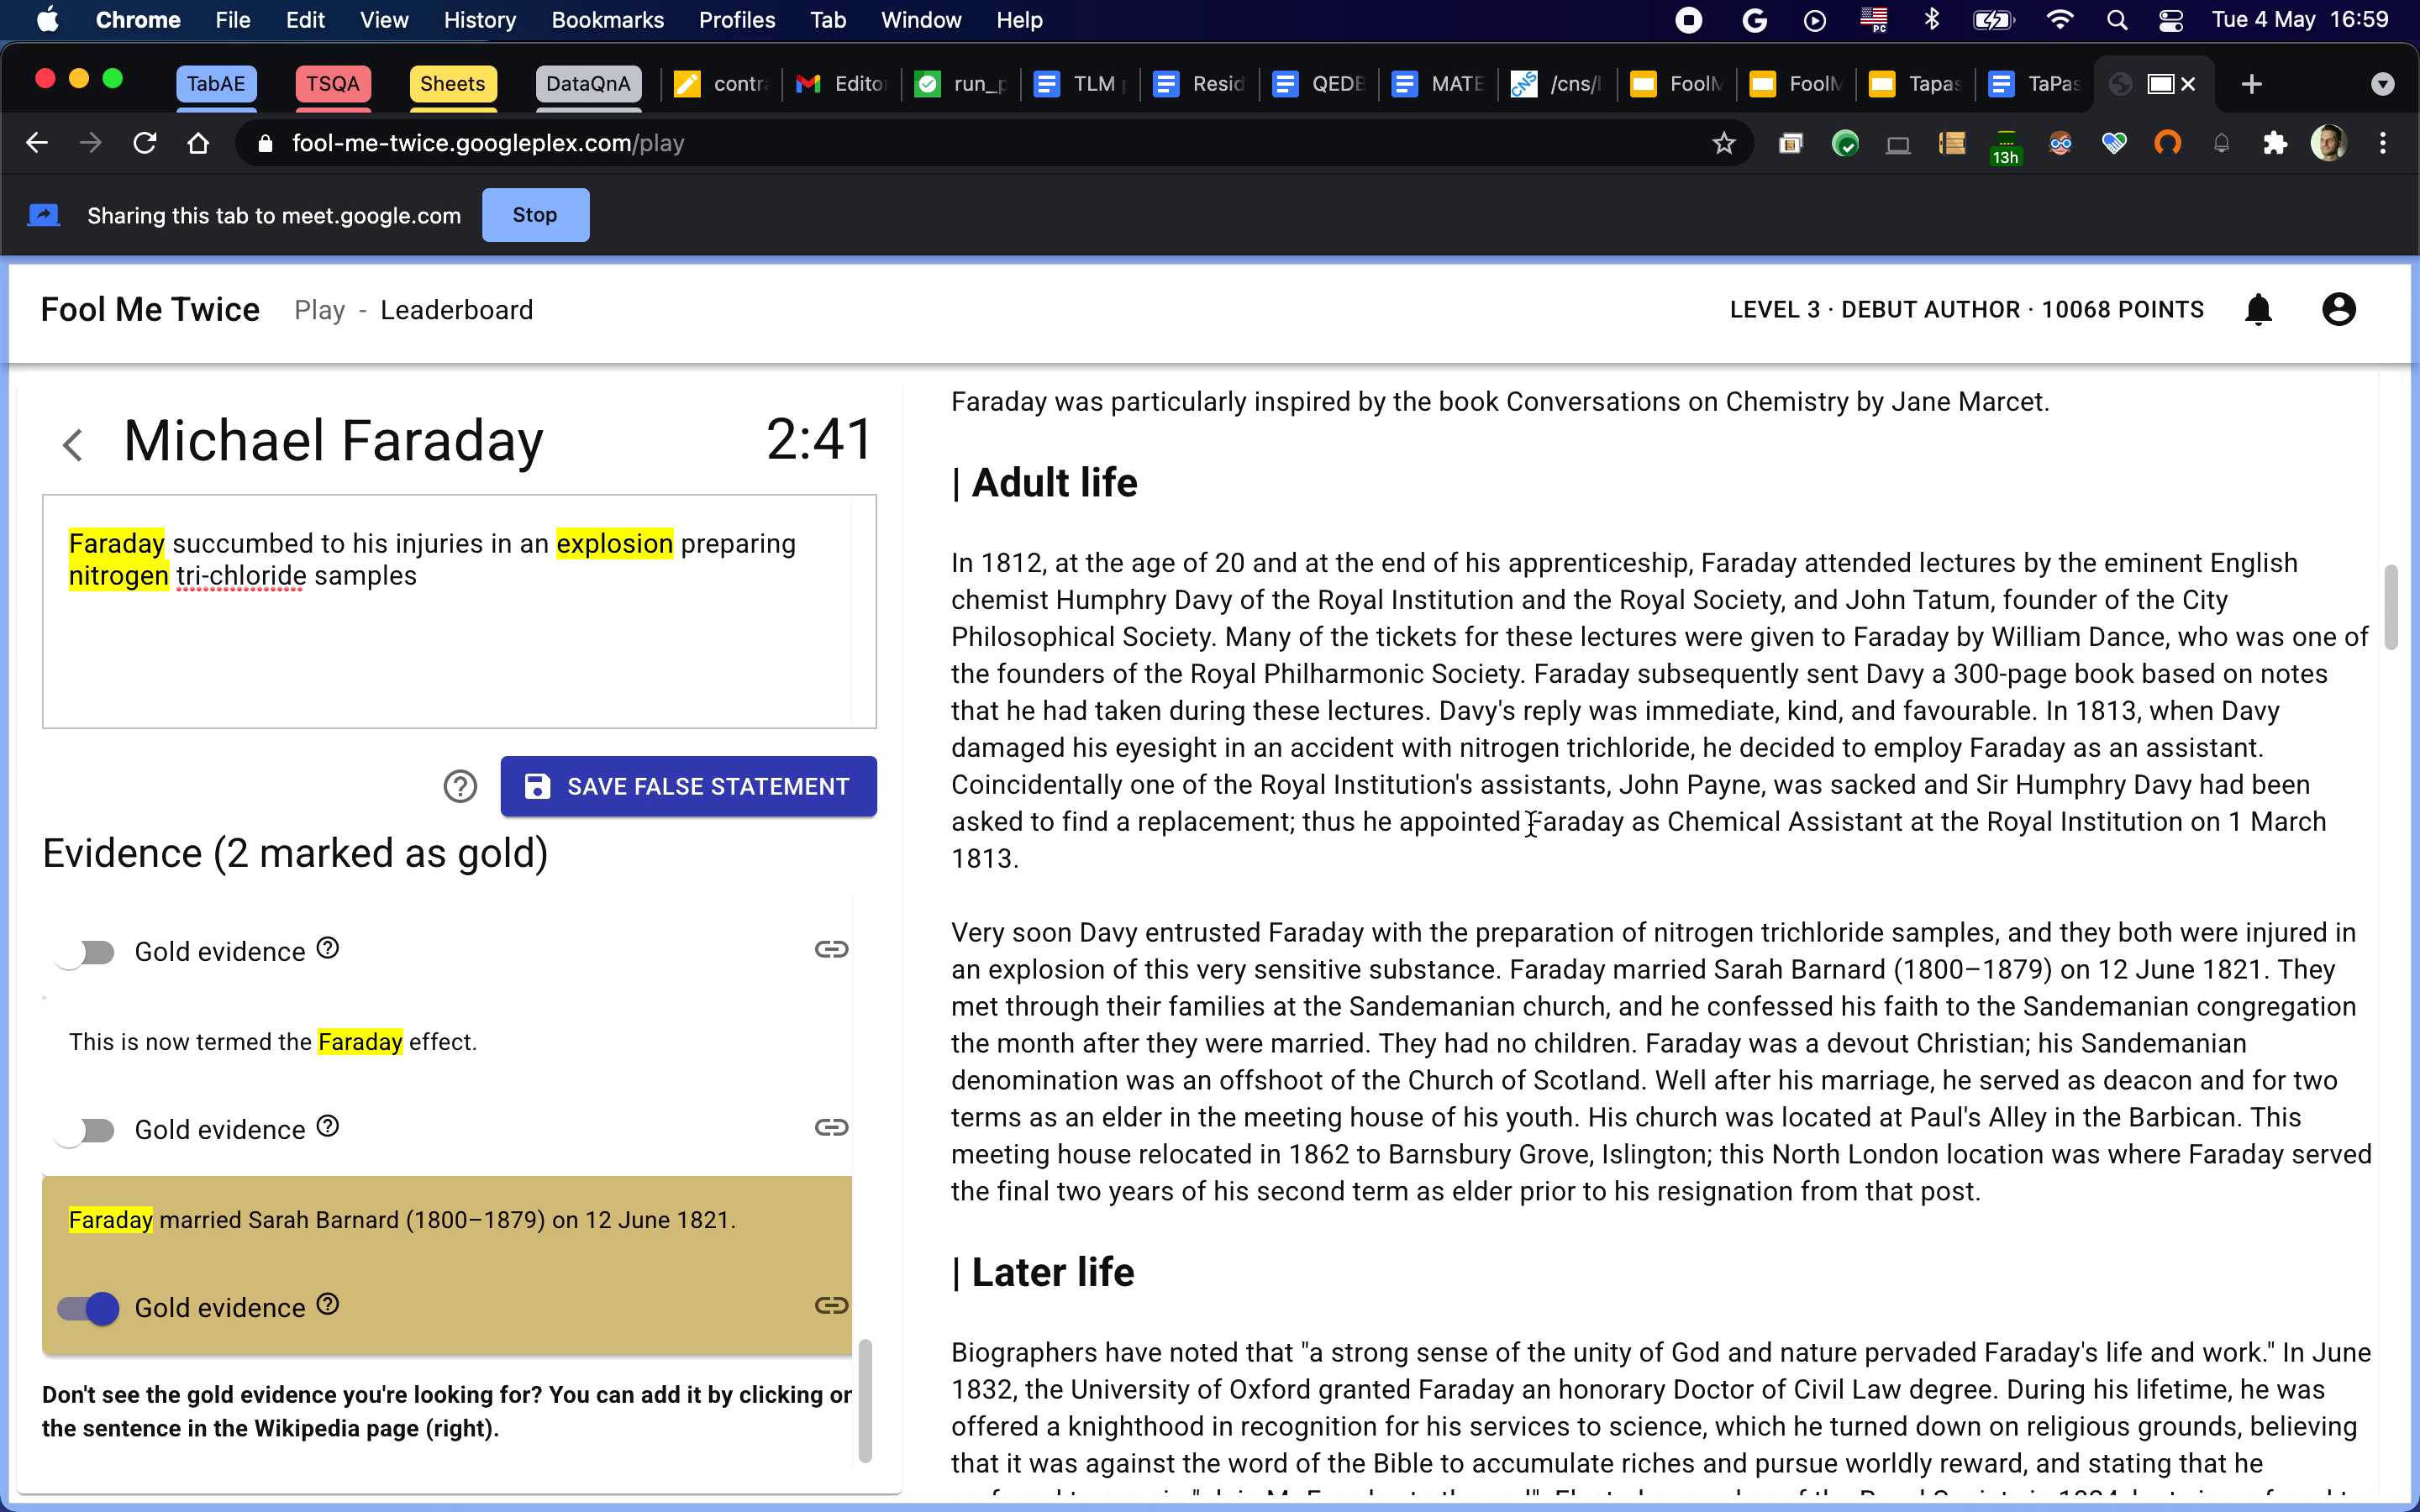 Chrome File Edit View History Bookmarks Profiles Tab Window Help Tue 4 May 16:59
TabAE TSQA Sheets DataQnA contr Editor run_p TLM Resid QEDB MATE /cns/l FoolM FoolM Tapas TaPas
fool-me-twice.googleplex.com/play 13h
Sharing this tab to meet.google.com Stop
Fool Me Twice Play - Leaderboard LEVEL 3 · DEBUT AUTHOR · 10068 POINTS
Michael Faraday 2:41
Faraday succumbed to his injuries in an explosion preparing
nitrogen tri-chloride samples
SAVE FALSE STATEMENT
Evidence (2 marked as gold)
Gold evidence
This is now termed the Faraday effect.
Gold evidence
Faraday married Sarah Barnard (1800–1879) on 12 June 1821.
Gold evidence
Don't see the gold evidence you're looking for? You can add it by clicking or
the sentence in the Wikipedia page (right).
Faraday was particularly inspired by the book Conversations on Chemistry by Jane Marcet.
| Adult life
In 1812, at the age of 20 and at the end of his apprenticeship, Faraday attended lectures by the eminent English
chemist Humphry Davy of the Royal Institution and the Royal Society, and John Tatum, founder of the City
Philosophical Society. Many of the tickets for these lectures were given to Faraday by William Dance, who was one of
the founders of the Royal Philharmonic Society. Faraday subsequently sent Davy a 300-page book based on notes
that he had taken during these lectures. Davy's reply was immediate, kind, and favourable. In 1813, when Davy
damaged his eyesight in an accident with nitrogen trichloride, he decided to employ Faraday as an assistant.
Coincidentally one of the Royal Institution's assistants, John Payne, was sacked and Sir Humphry Davy had been
asked to find a replacement; thus he appointed Faraday as Chemical Assistant at the Royal Institution on 1 March
1813.
Very soon Davy entrusted Faraday with the preparation of nitrogen trichloride samples, and they both were injured in
an explosion of this very sensitive substance. Faraday married Sarah Barnard (1800–1879) on 12 June 1821. They
met through their families at the Sandemanian church, and he confessed his faith to the Sandemanian congregation
the month after they were married. They had no children. Faraday was a devout Christian; his Sandemanian
denomination was an offshoot of the Church of Scotland. Well after his marriage, he served as deacon and for two
terms as an elder in the meeting house of his youth. His church was located at Paul's Alley in the Barbican. This
meeting house relocated in 1862 to Barnsbury Grove, Islington; this North London location was where Faraday served
the final two years of his second term as elder prior to his resignation from that post.
| Later life
Biographers have noted that "a strong sense of the unity of God and nature pervaded Faraday's life and work." In June
1832, the University of Oxford granted Faraday an honorary Doctor of Civil Law degree. During his lifetime, he was
offered a knighthood in recognition for his services to science, which he turned down on religious grounds, believing
that it was against the word of the Bible to accumulate riches and pursue worldly reward, and stating that he